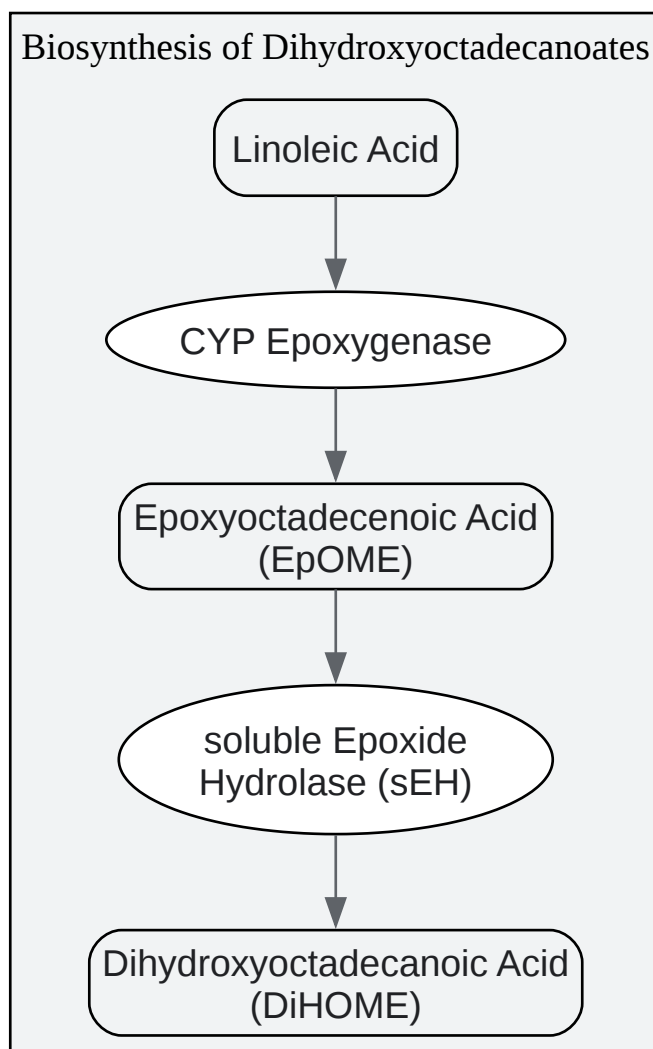 Biosynthesis of Dihydroxyoctadecanoates
Linoleic Acid
CYP Epoxygenase
Epoxyoctadecenoic Acid
(EpOME)
soluble Epoxide
Hydrolase (sEH)
Dihydroxyoctadecanoic Acid
(DiHOME)